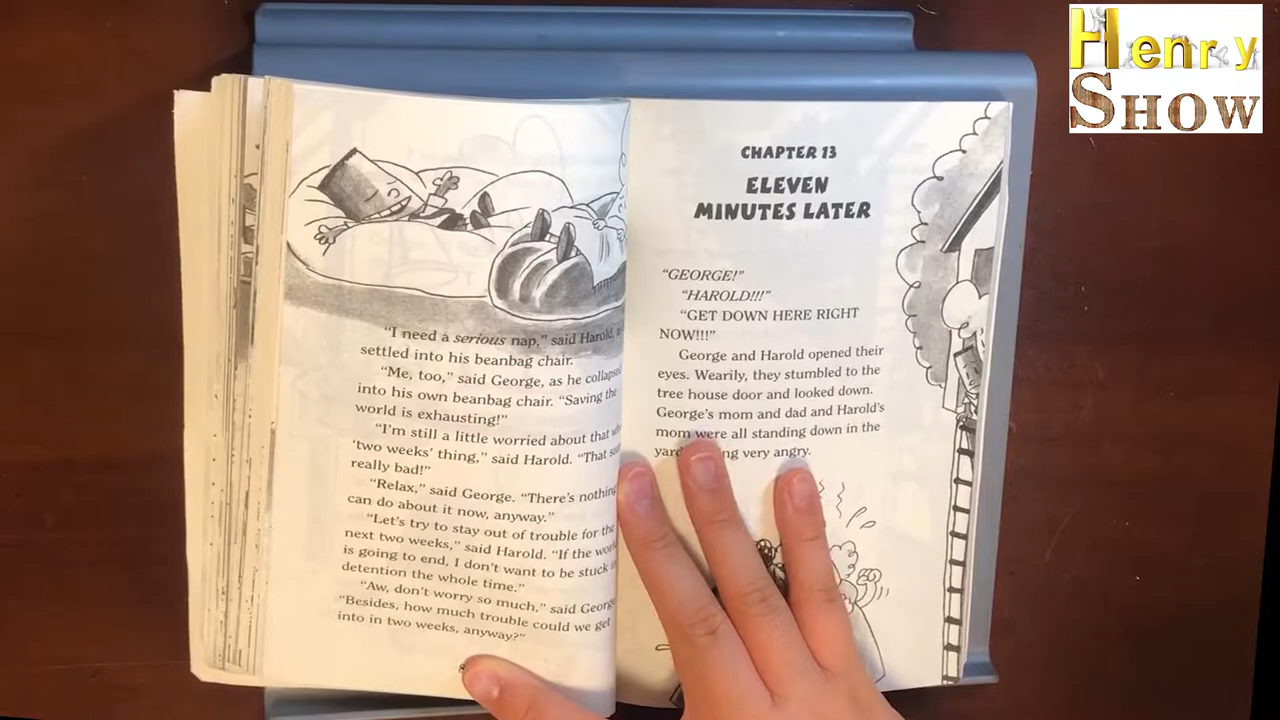 "I need a serious nap," said Harold,
settled into his beanbag chair.
"Me, too," said George, as he collapsed
into his own beanbag chair. "Saving the
world is exhausting!"
"I'm still a little worried about that
'two weeks' thing," said Harold. "That
really bad!"
"Relax," said George. "There's nothing
can do about it now, anyway."
"Let's try to stay out of trouble for the
next two weeks," said Harold. "If the
is going to end, I don't want to be stuck
detention the whole time."
"Aw, don't worry so much," said George
"Besides, how much trouble could we get
into in two weeks, anyway?"
CHAPTER 13
ELEVEN
MINUTES LATER
"GEORGE!"
"HAROLD!!!"
"GET DOWN HERE RIGHT
NOW!!!"
George and Harold opened their
eyes. Wearily, they stumbled to the
tree house door and looked down.
George's mom and dad and Harold's
mom were all standing down in the
very angry.
Henry
SHOW